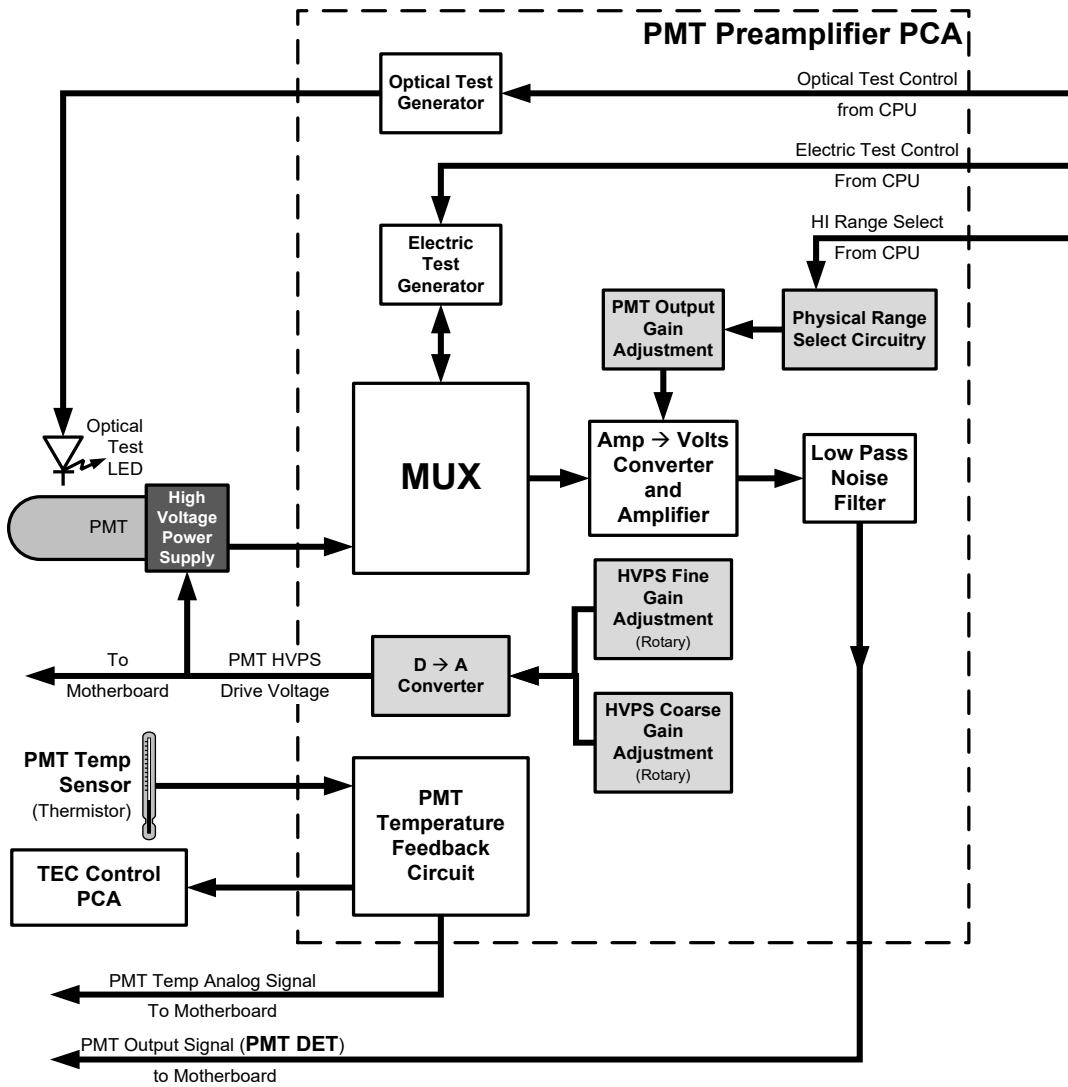 PMT Preamplifier PCA
Optical Test
Generator
Optical Test Control
from CPU
Electric Test Control
From CPU
HI Range Select
From CPU
Electric
Test
Generator
PMT Output
Gain
Adjustment
Physical Range
Select Circuitry
Optical
Test
LED
MUX
Amp → Volts
Converter
and
Amplifier
Low Pass
Noise
Filter
PMT
High
Voltage
Power
Supply
HVPS Fine
Gain
Adjustment
(Rotary)
To
Motherboard
PMT HVPS
Drive Voltage
D → A
Converter
HVPS Coarse
Gain
Adjustment
(Rotary)
PMT Temp
Sensor
(Thermistor)
PMT
Temperature
Feedback
Circuit
TEC Control
PCA
PMT Temp Analog Signal
To Motherboard
PMT Output Signal (PMT DET)
to Motherboard